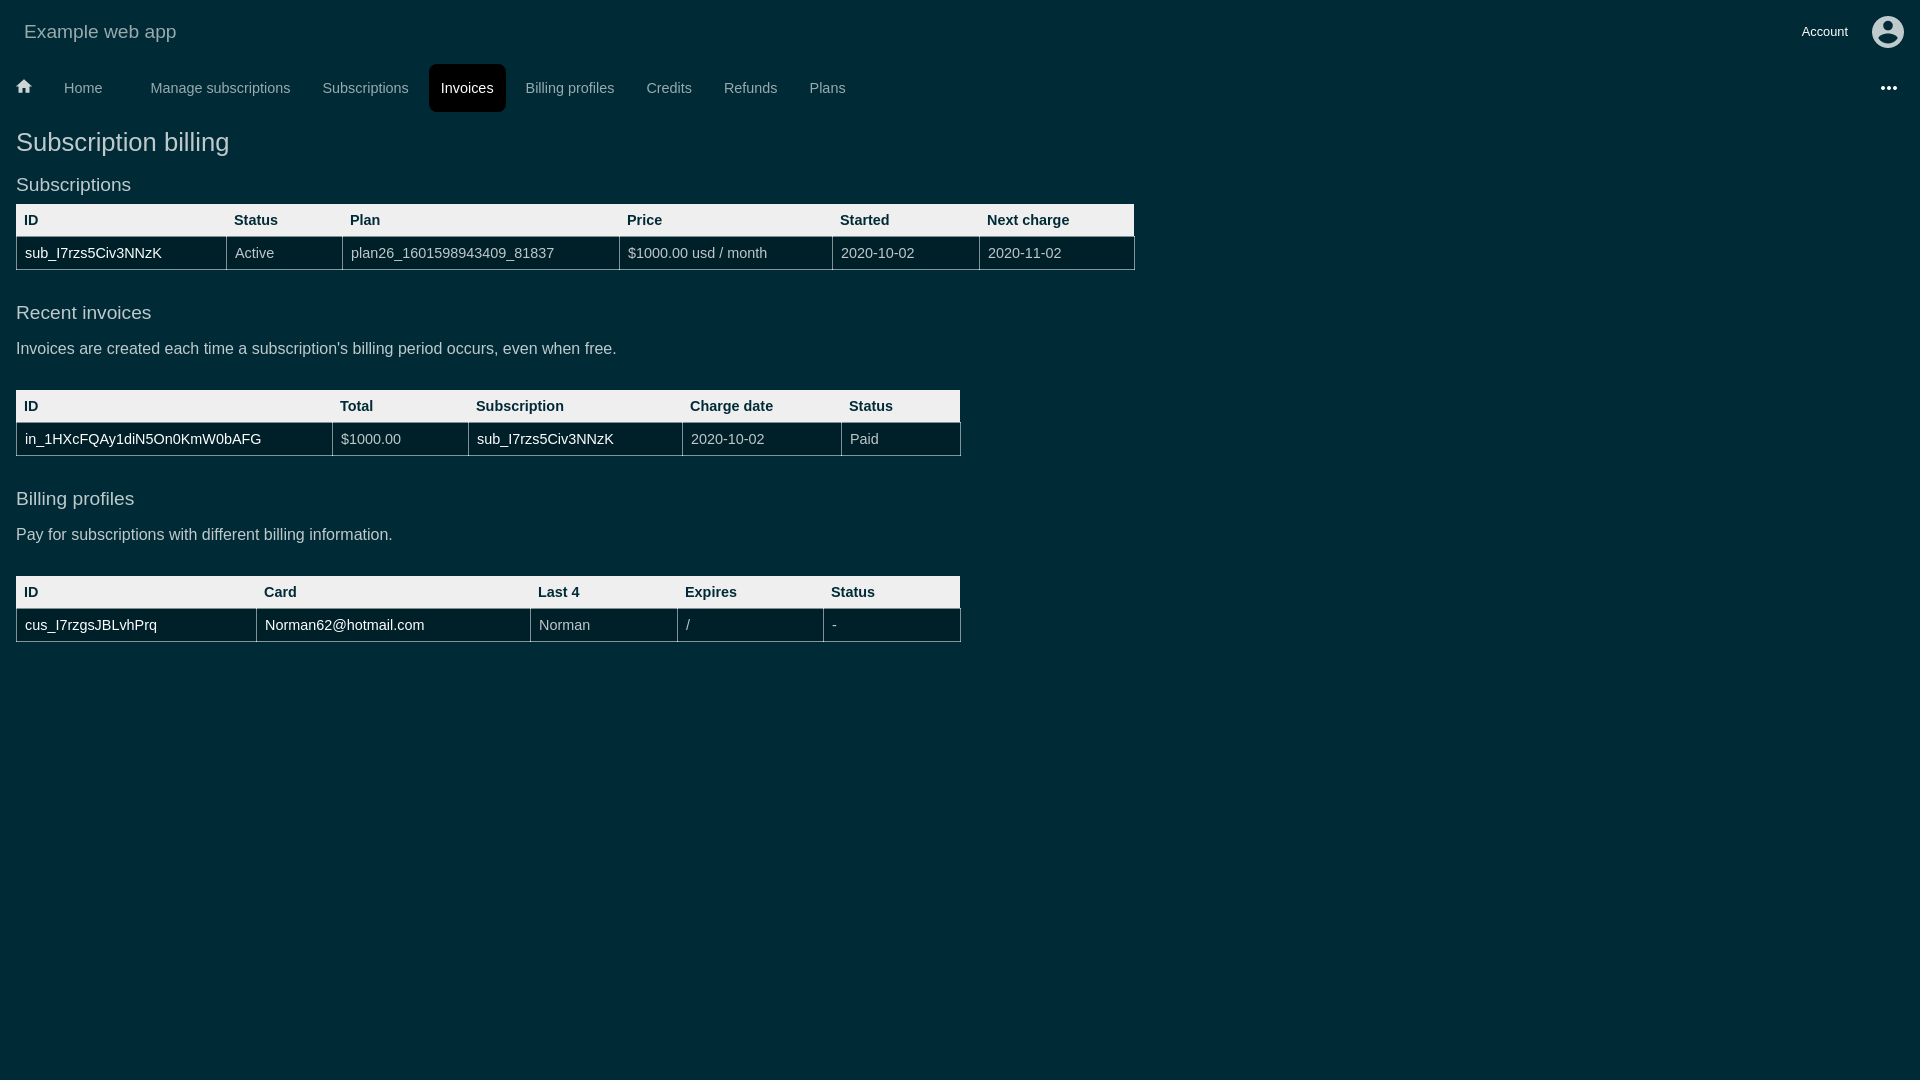 Example web app
Account
Home Manage subscriptions Subscriptions Invoices Billing profiles Credits Refunds Plans
Subscription billing
Subscriptions
ID Status Plan Price Started Next charge
sub_I7rzs5Civ3NNzK Active plan26_1601598943409_81837 $1000.00 usd / month 2020-10-02 2020-11-02
Recent invoices
Invoices are created each time a subscription's billing period occurs, even when free.
ID Total Subscription Charge date Status
in_1HXcFQAy1diN5On0KmW0bAFG $1000.00 sub_I7rzs5Civ3NNzK 2020-10-02 Paid
Billing profiles
Pay for subscriptions with different billing information.
ID Card Last 4 Expires Status
cus_I7rzgsJBLvhPrq Norman62@hotmail.com Norman / -